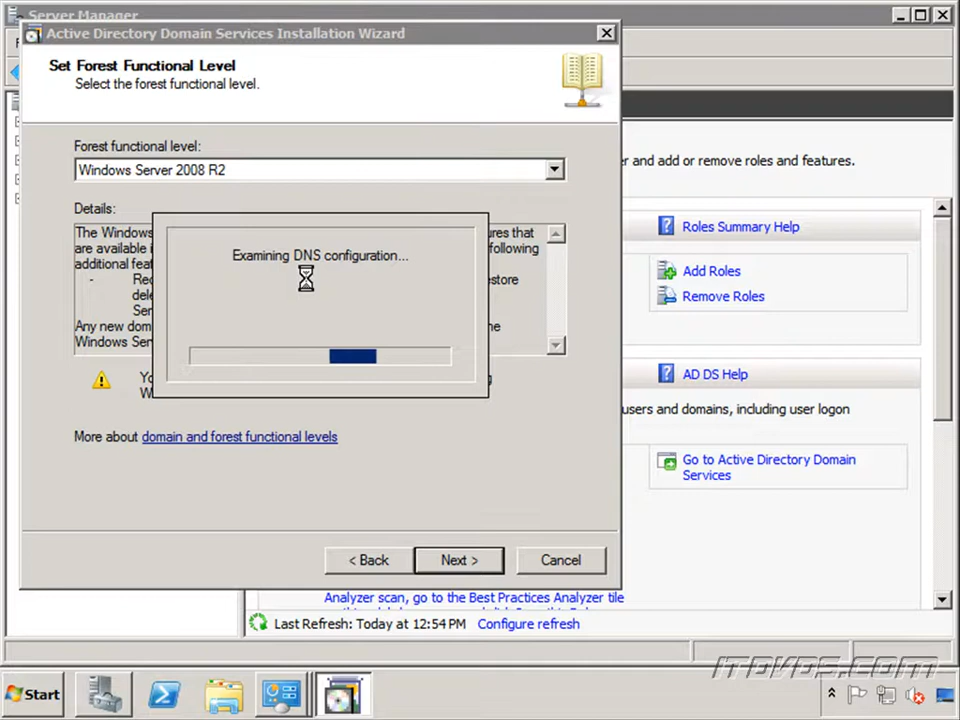 Server Manager
Active Directory Domain Services Installation Wizard
Set Forest Functional Level
Select the forest functional level.
Forest functional level:
Windows Server 2008 R2
Details:
The Windows
ures that
are available i
following
additional feat
- Rec
estore
dele
Ser
Any new dom
ne
Windows Serv
Examining DNS configuration...
Yo
g
W
More about domain and forest functional levels
< Back
Next >
Cancel
r and add or remove roles and features.
Roles Summary Help
Add Roles
Remove Roles
AD DS Help
users and domains, including user logon
Go to Active Directory Domain
Services
Analyzer scan, go to the Best Practices Analyzer tile
Last Refresh: Today at 12:54 PM Configure refresh
ITDVDS.COM
Start